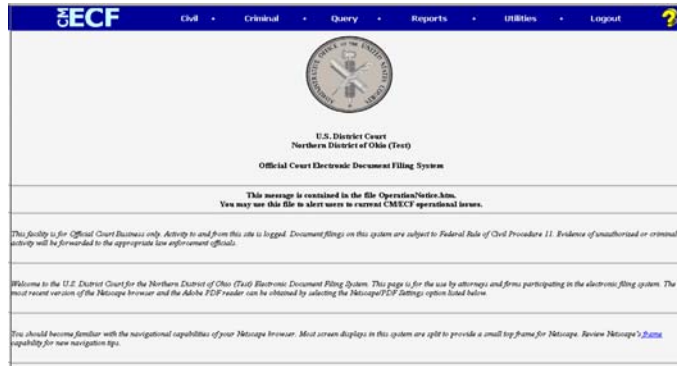 CM/ECF Civil • Criminal • Query • Reports • Utilities • Logout ?
ADMINISTRATIVE OFFICE OF THE UNITED STATES COURTS
U.S. District Court
Northern District of Ohio (Test)
Official Court Electronic Document Filing System
This message is contained in the file OperationNotice.htm.
You may use this file to alert users to current CM/ECF operational issues.
This facility is for Official Court Business only. Activity to and from this site is logged. Document filings on this system are subject to Federal Rule of Civil Procedure 11. Evidence of unauthorized or criminal
activity will be forwarded to the appropriate law enforcement officials.
Welcome to the U.S. District Court for the Northern District of Ohio (Test) Electronic Document Filing System. This page is for the use by attorneys and firms participating in the electronic filing system. The
most recent version of the Netscape browser and the Adobe PDF reader can be obtained by selecting the Netscape/PDF Settings option listed below.
You should become familiar with the navigational capabilities of your Netscape browser. Most screen displays in this system are split to provide a small top frame for Netscape. Review Netscape's frame
capability for new navigation tips.